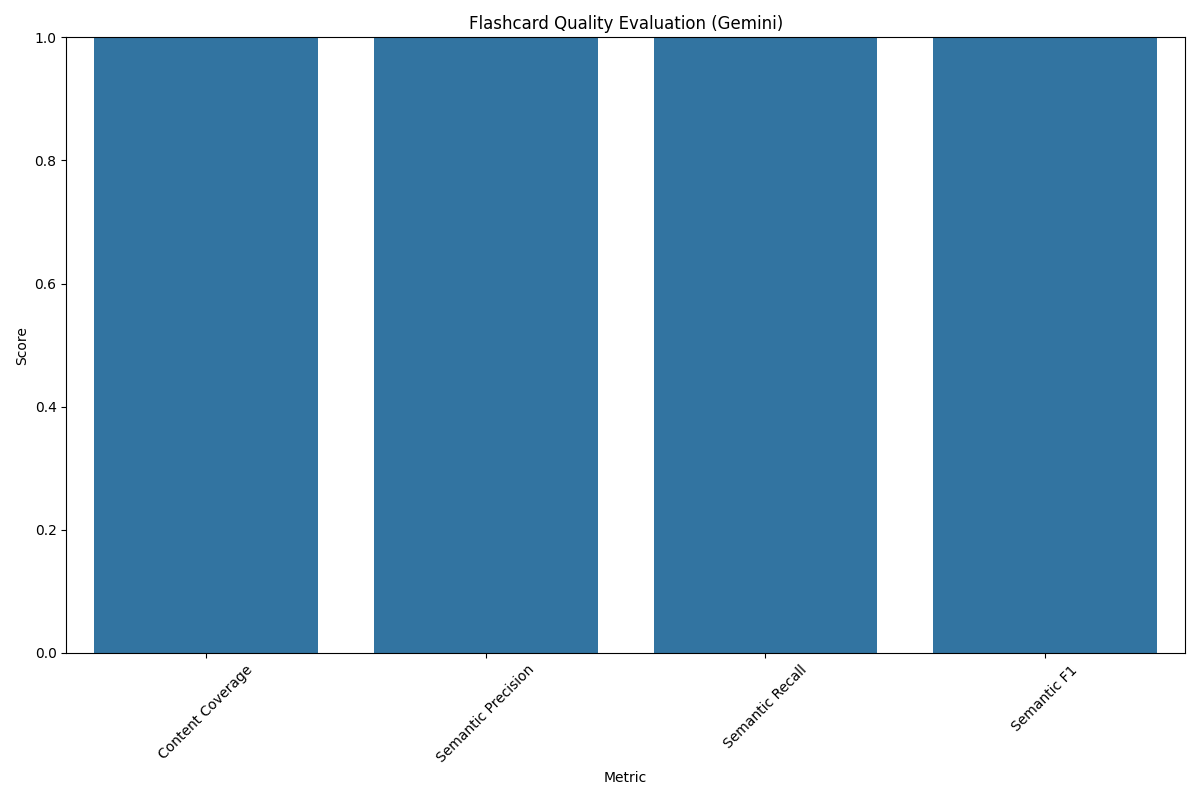 Flashcard Quality Evaluation (Gemini)
1.0
0.8
0.6
0.4
0.2
0.0
Score
Content Coverage
Semantic Precision
Semantic Recall
Semantic F1
Metric